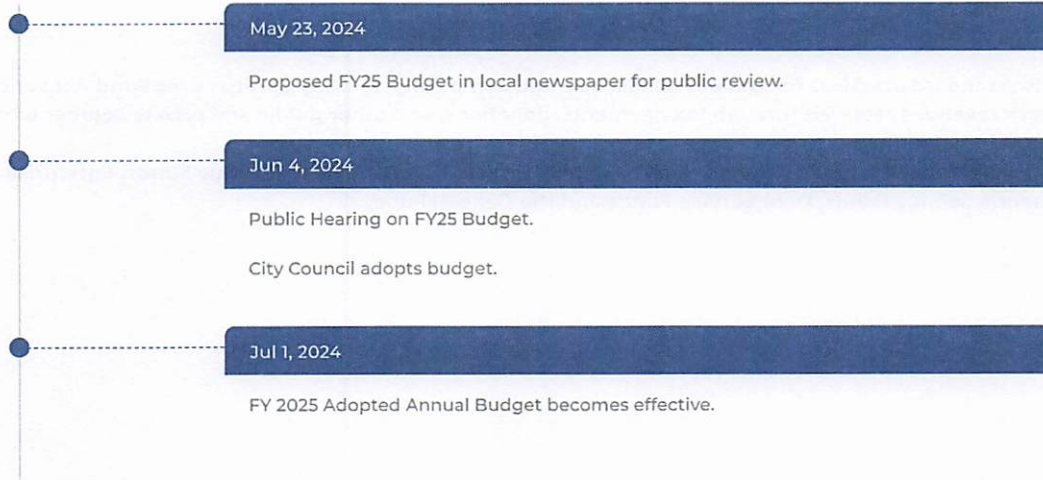 May 23, 2024
Proposed FY25 Budget in local newspaper for public review.
Jun 4, 2024
Public Hearing on FY25 Budget.
City Council adopts budget.
Jul 1, 2024
FY 2025 Adopted Annual Budget becomes effective.